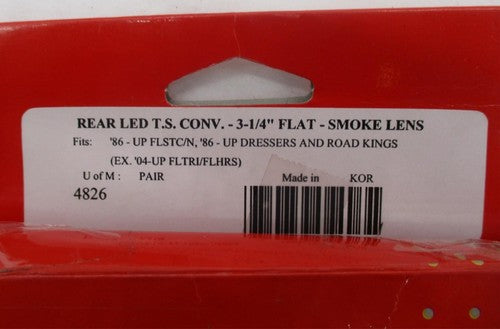 REAR LED T.S. CONV. - 3-1/4" FLAT - SMOKE LENS
Fits: '86 - UP FLSTC/N, '86 - UP DRESSERS AND ROAD KINGS
(EX. '04-UP FLTRI/FLHRS)
U of M : PAIR Made in KOR
4826